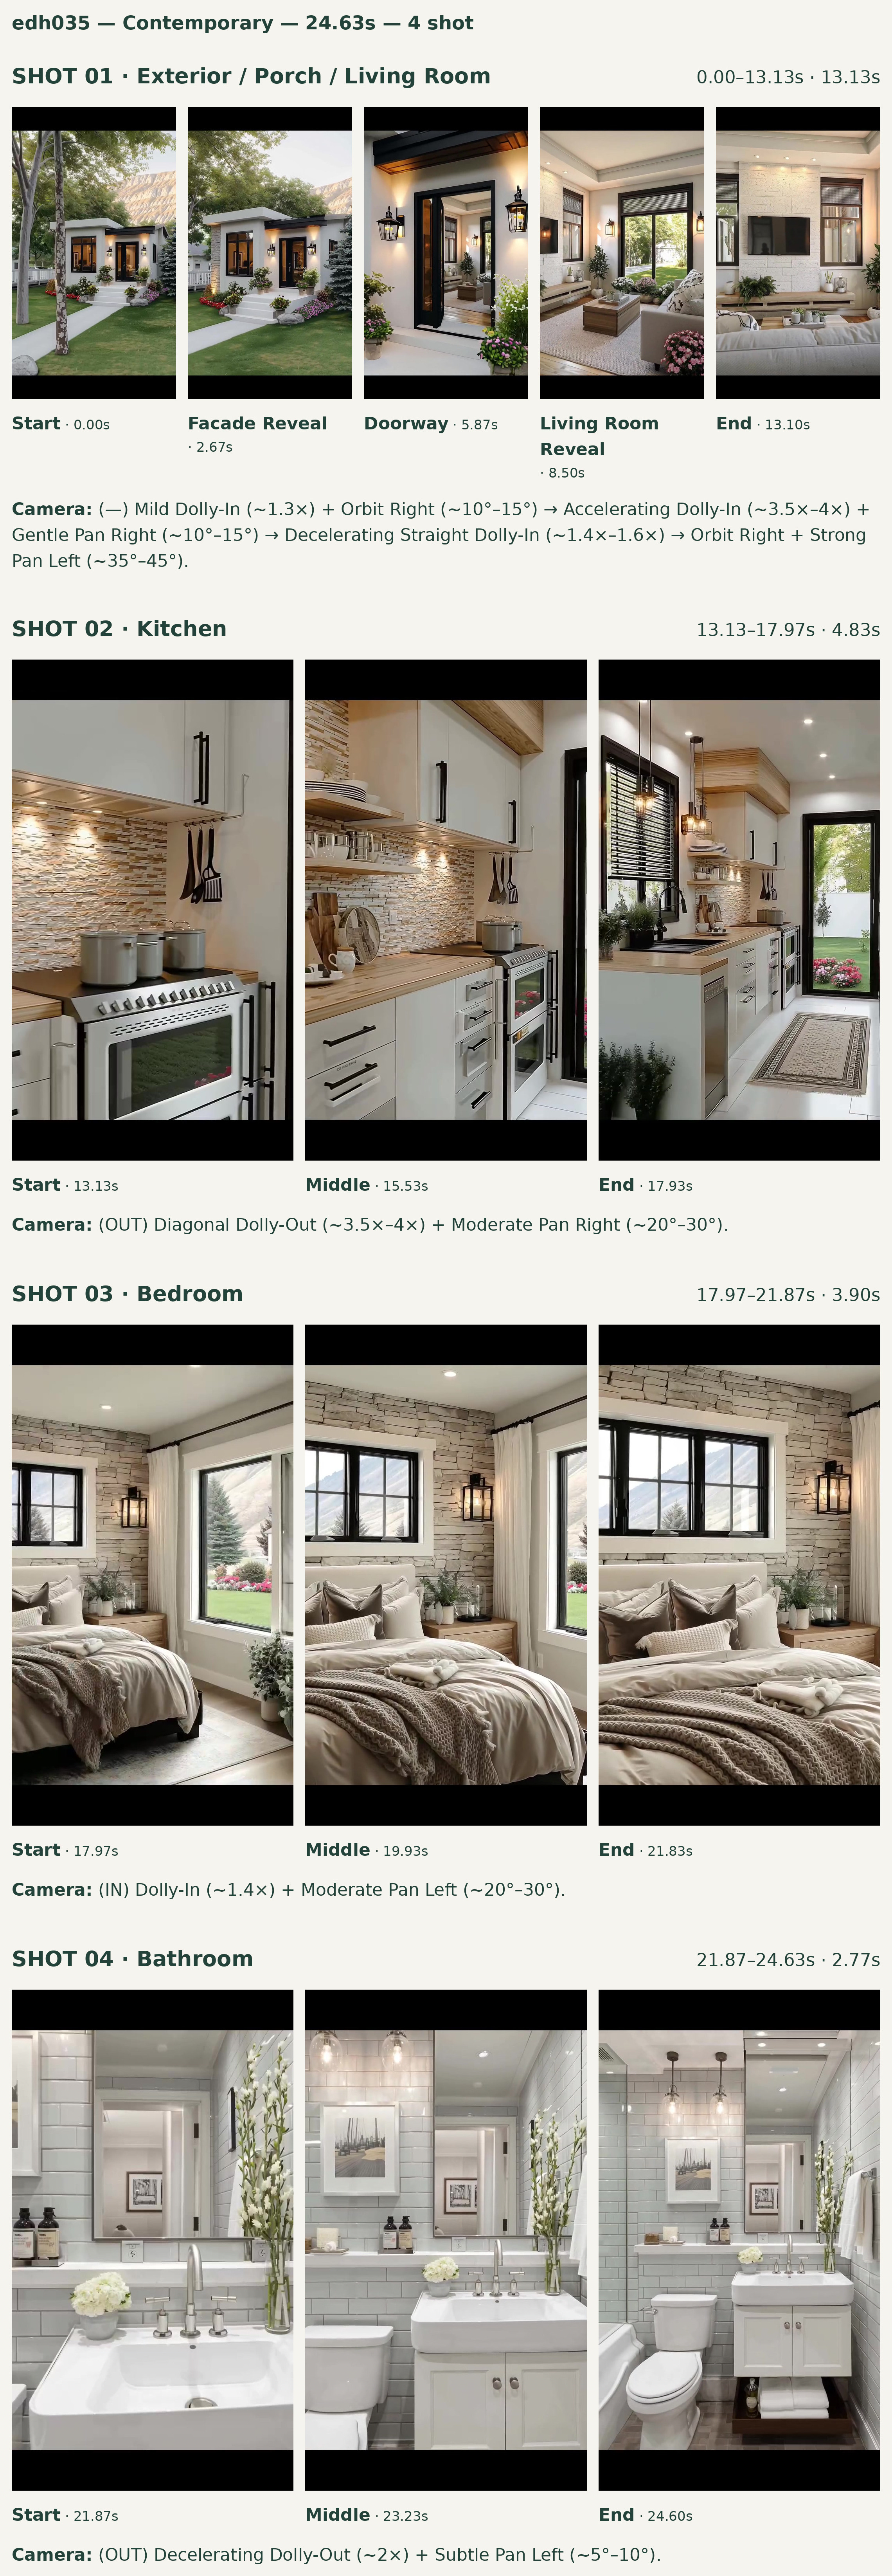 edh035 — Contemporary — 24.63s — 4 shot
SHOT 01 · Exterior / Porch / Living Room
0.00–13.13s · 13.13s
Start · 0.00s
Facade Reveal
· 2.67s
Doorway · 5.87s
Living Room
Reveal
· 8.50s
End · 13.10s
Camera: (—) Mild Dolly-In (~1.3×) + Orbit Right (~10°–15°) → Accelerating Dolly-In (~3.5×–4×) +
Gentle Pan Right (~10°–15°) → Decelerating Straight Dolly-In (~1.4×–1.6×) → Orbit Right + Strong
Pan Left (~35°–45°).
SHOT 02 · Kitchen
13.13–17.97s · 4.83s
Start · 13.13s
Middle · 15.53s
End · 17.93s
Camera: (OUT) Diagonal Dolly-Out (~3.5×–4×) + Moderate Pan Right (~20°–30°).
SHOT 03 · Bedroom
17.97–21.87s · 3.90s
Start · 17.97s
Middle · 19.93s
End · 21.83s
Camera: (IN) Dolly-In (~1.4×) + Moderate Pan Left (~20°–30°).
SHOT 04 · Bathroom
21.87–24.63s · 2.77s
Start · 21.87s
Middle · 23.23s
End · 24.60s
Camera: (OUT) Decelerating Dolly-Out (~2×) + Subtle Pan Left (~5°–10°).